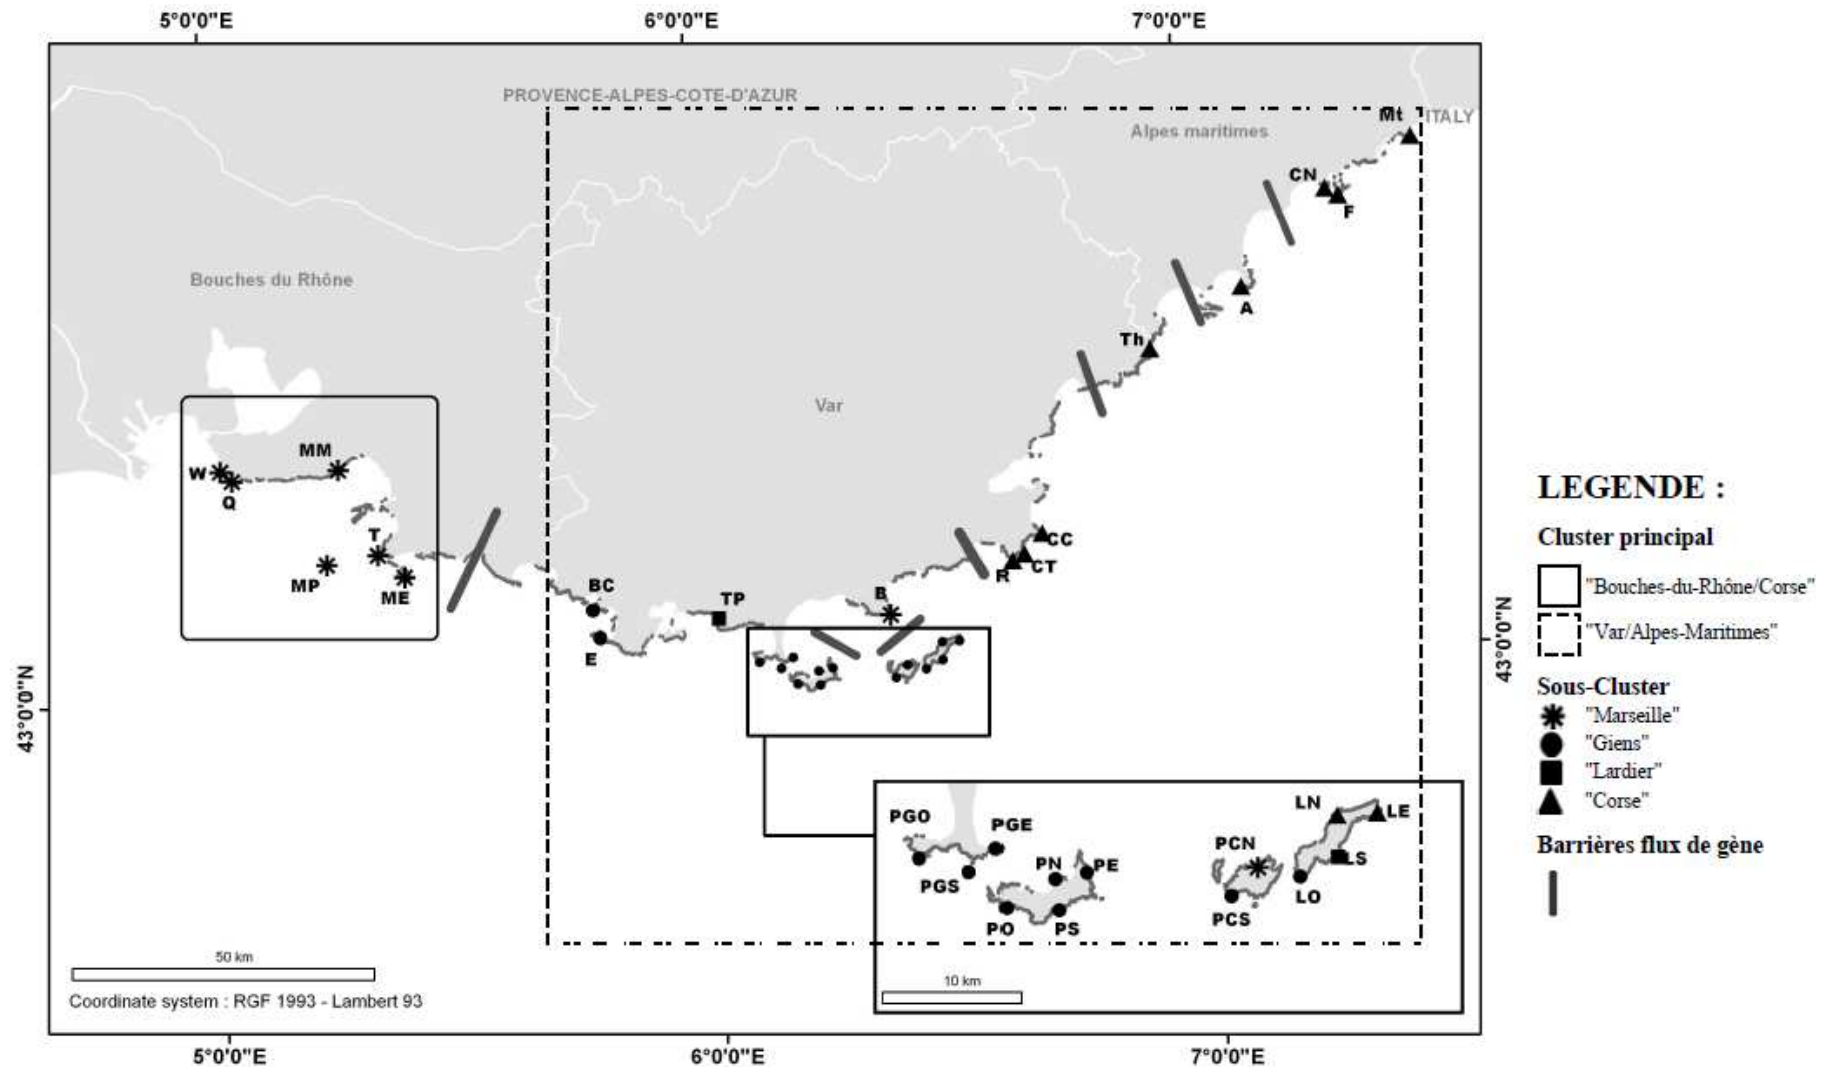 5°0'0"E
6°0'0"E
7°0'0"E
PROVENCE-ALPES-COTE-D'AZUR
Mt
ITALY
Alpes maritimes
CN
F
Bouches du Rhône
A
Th
Var
MM
W
Q
T
MP
ME
CC
CT
R
BC
TP
B
E
43°0'0"N
43°0'0"N
PGO
PGE
PGS
PN
PE
PO
PS
PCN
PCS
LN
LE
LS
LO
50 km
10 km
Coordinate system : RGF 1993 - Lambert 93
5°0'0"E
6°0'0"E
7°0'0"E
LEGENDE :
Cluster principal
"Bouches-du-Rhône/Corse"
"Var/Alpes-Maritimes"
Sous-Cluster
"Marseille"
"Giens"
"Lardier"
"Corse"
Barrières flux de gène